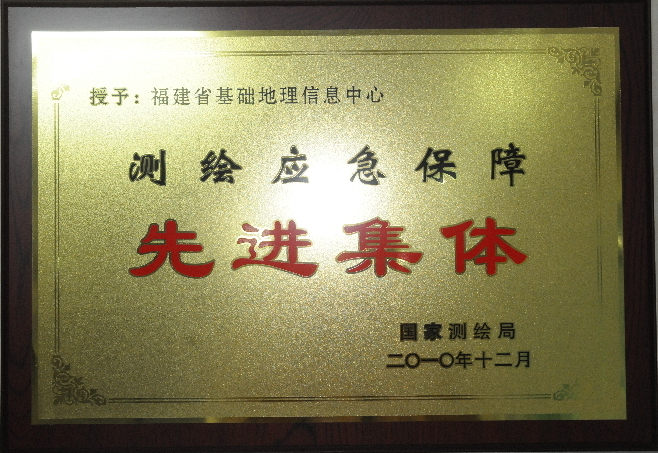 授予：福建省基础地理信息中心
测绘应急保障
先进集体
国家测绘局
二〇一〇年十二月